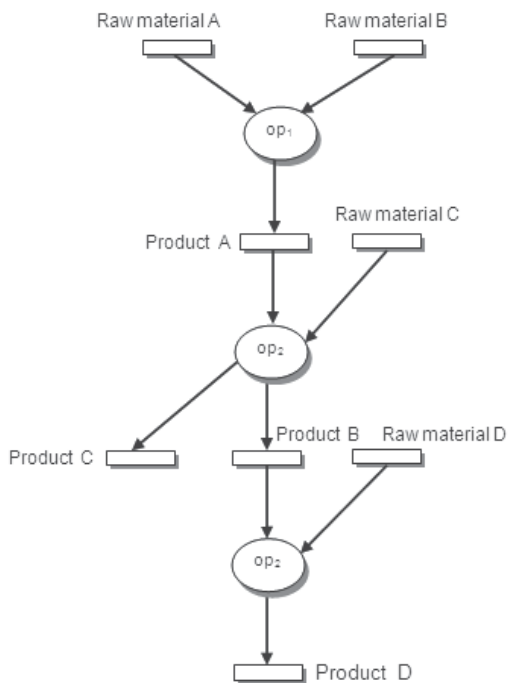 Raw material A
Raw material B
op₁
Raw material C
Product A
op₂
Product B
Raw material D
Product C
op₂
Product D